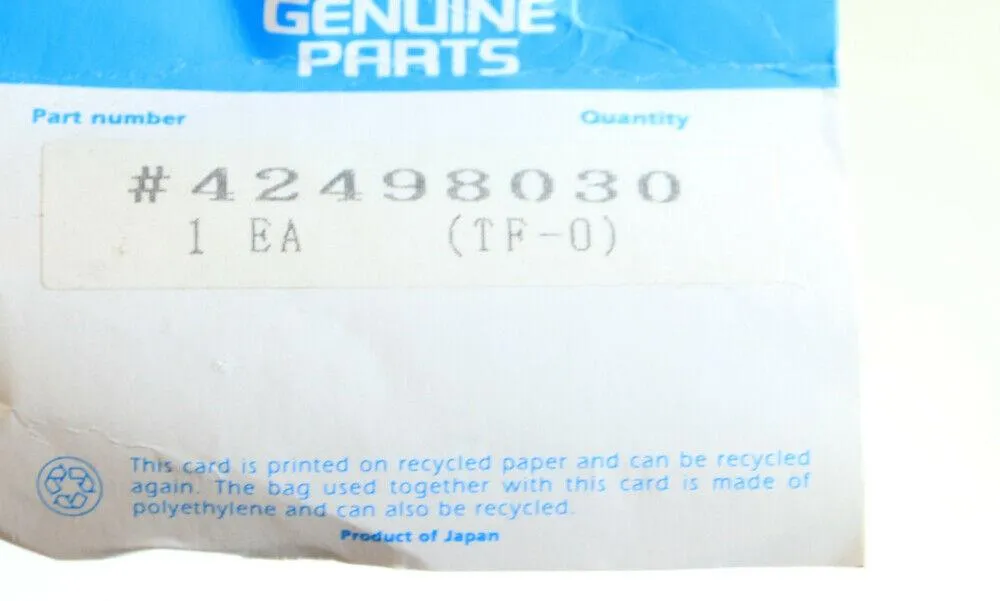 GENUINE
PARTS
Part number Quantity
#42498030
1 EA (TF-0)
This card is printed on recycled paper and can be recycled
again. The bag used together with this card is made of
polyethylene and can also be recycled.
Product of Japan